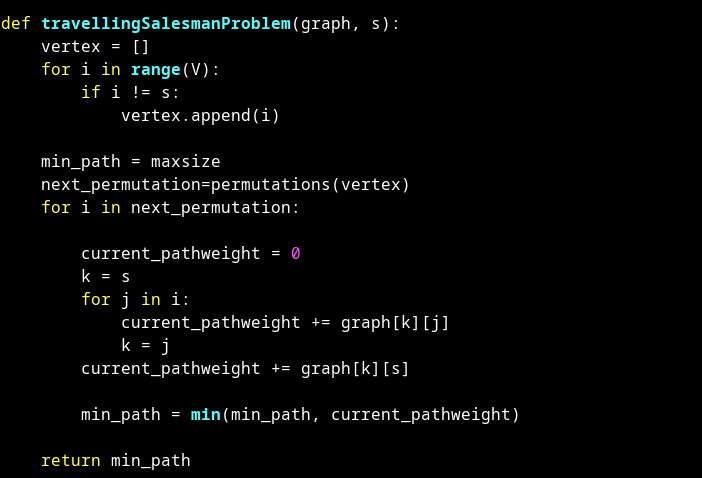 def travellingSalesmanProblem(graph, s):
    vertex = []
    for i in range(V):
        if i != s:
            vertex.append(i)

    min_path = maxsize
    next_permutation=permutations(vertex)
    for i in next_permutation:

        current_pathweight = 0
        k = s
        for j in i:
            current_pathweight += graph[k][j]
            k = j
        current_pathweight += graph[k][s]

        min_path = min(min_path, current_pathweight)

    return min_path